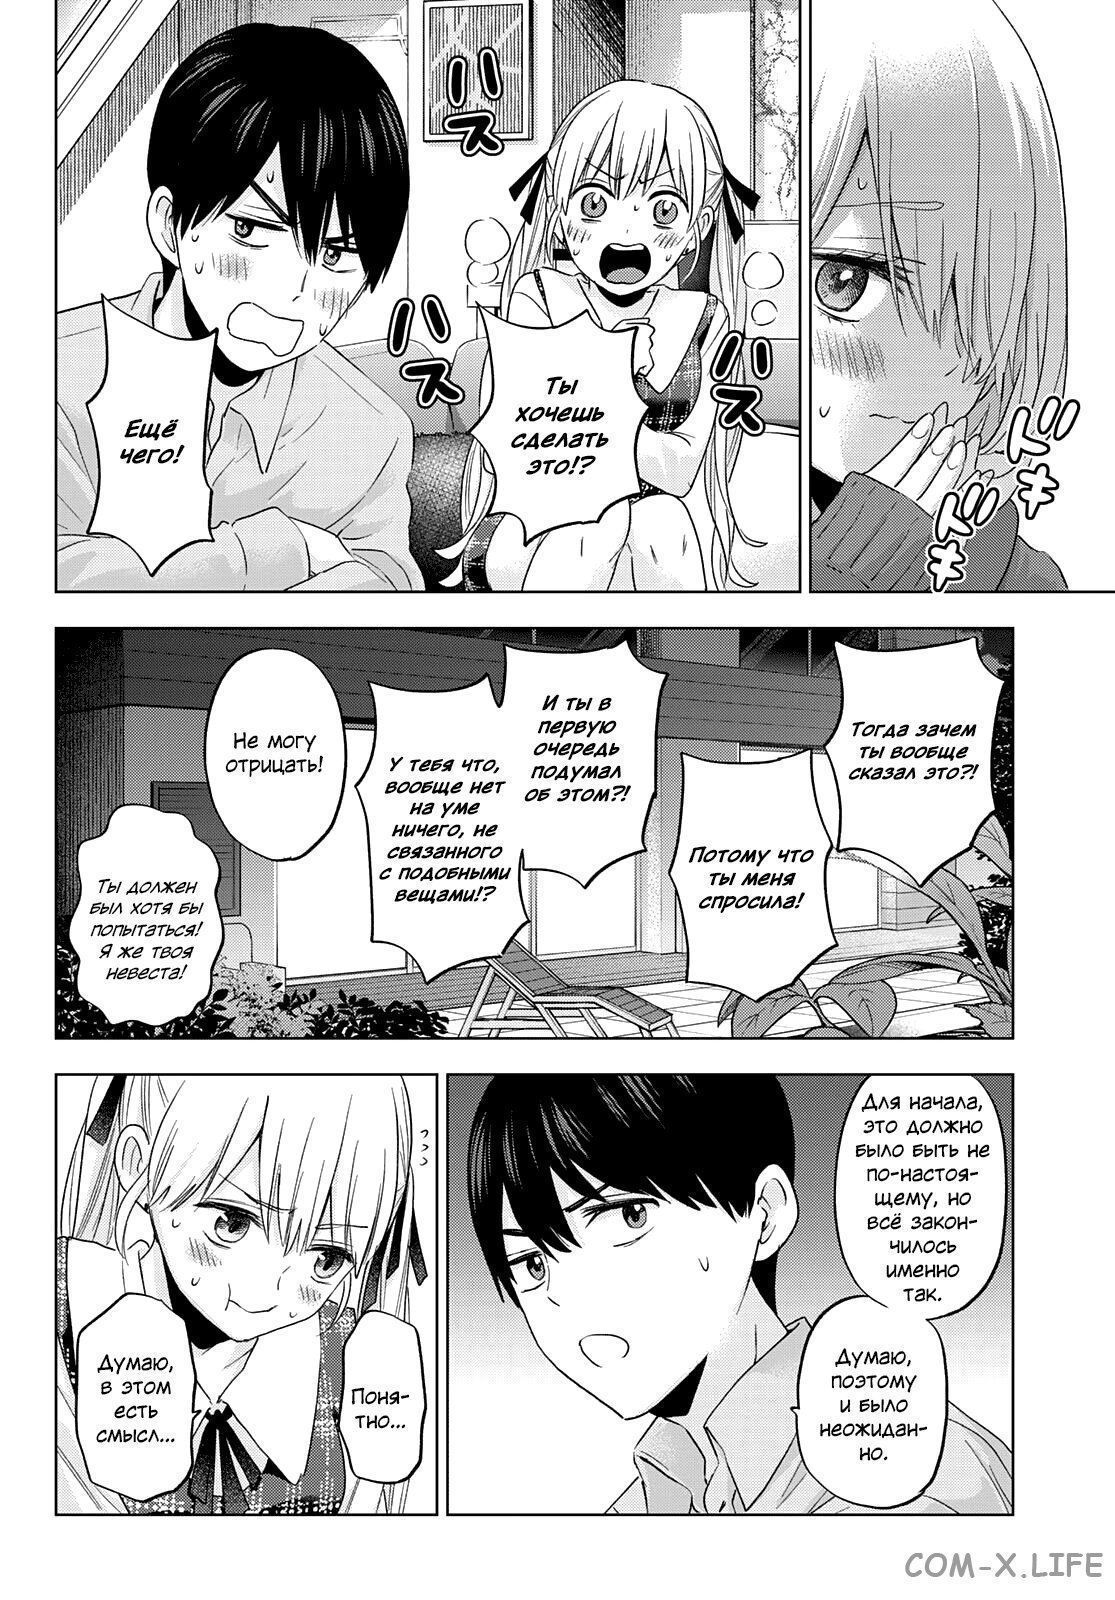 ドキ
ドキ
ハス
ハス
ハス
Ты
хочешь
сделать
это!?
Ещё
чего!
Тогда зачем
ты вообще
сказал это?!
Потому что
ты меня
спросила!
И ты в
первую
очередь
подумал
об этом?!
У тебя что,
вообще нет
на уме
ничего, не
связанного
с подобными
вещами!?
Не могу
отрицать!
Ты должен
был хотя бы
попытаться!
Я же твоя
невеста!
Для начала,
это должно
было быть не
по-настоя-
щему, но
всё закон-
чилось
именно
так.
Думаю,
поэтому
и было
неожидан-
но.
Поня-
тно...
Думаю,
в этом
есть
смысл...
COM-X.LIFE